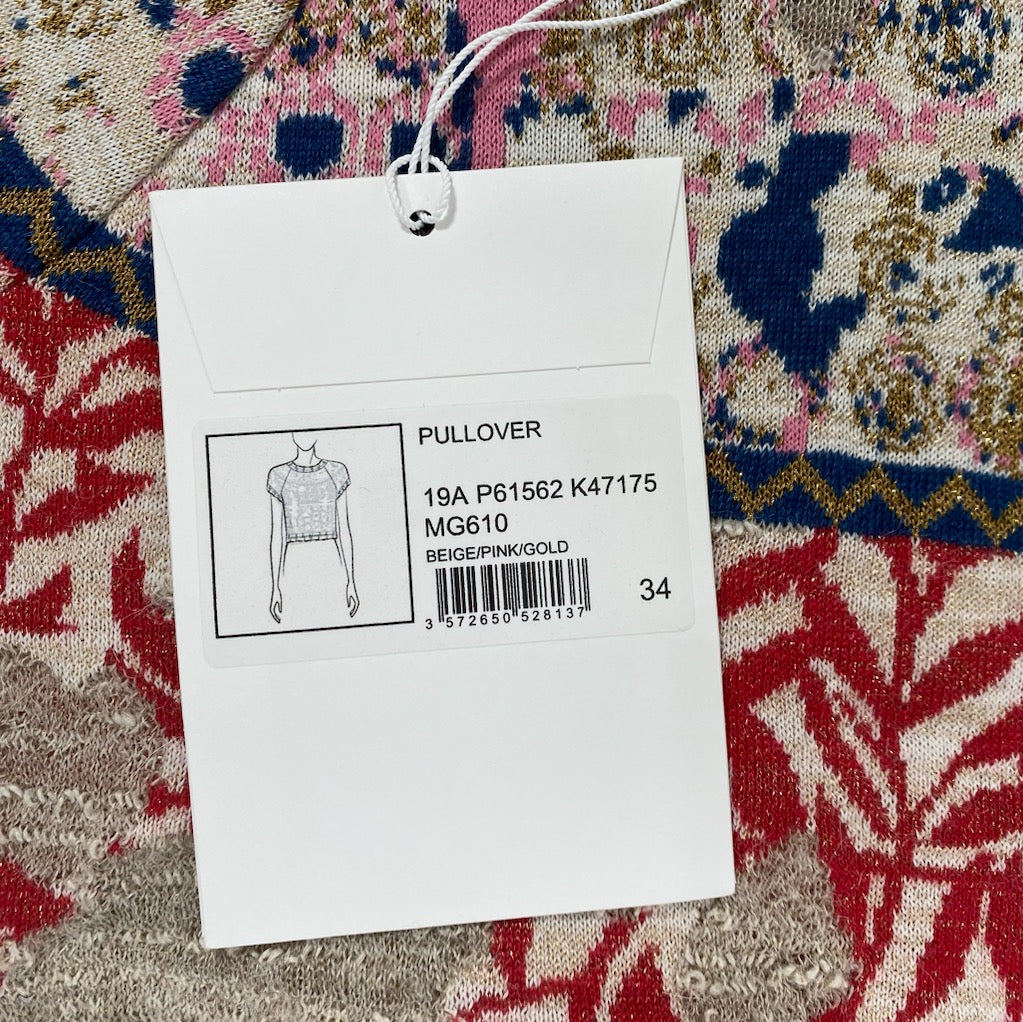 PULLOVER
19A P61562 K47175
MG610
BEIGE/PINK/GOLD
34
3 572650 528137